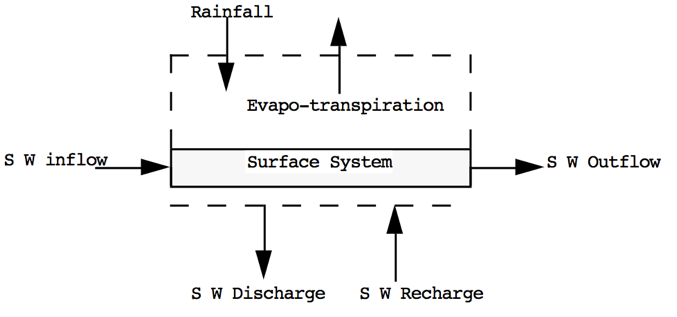 Rainfall
Evapo-transpiration
S W inflow
Surface System
S W Outflow
S W Discharge
S W Recharge